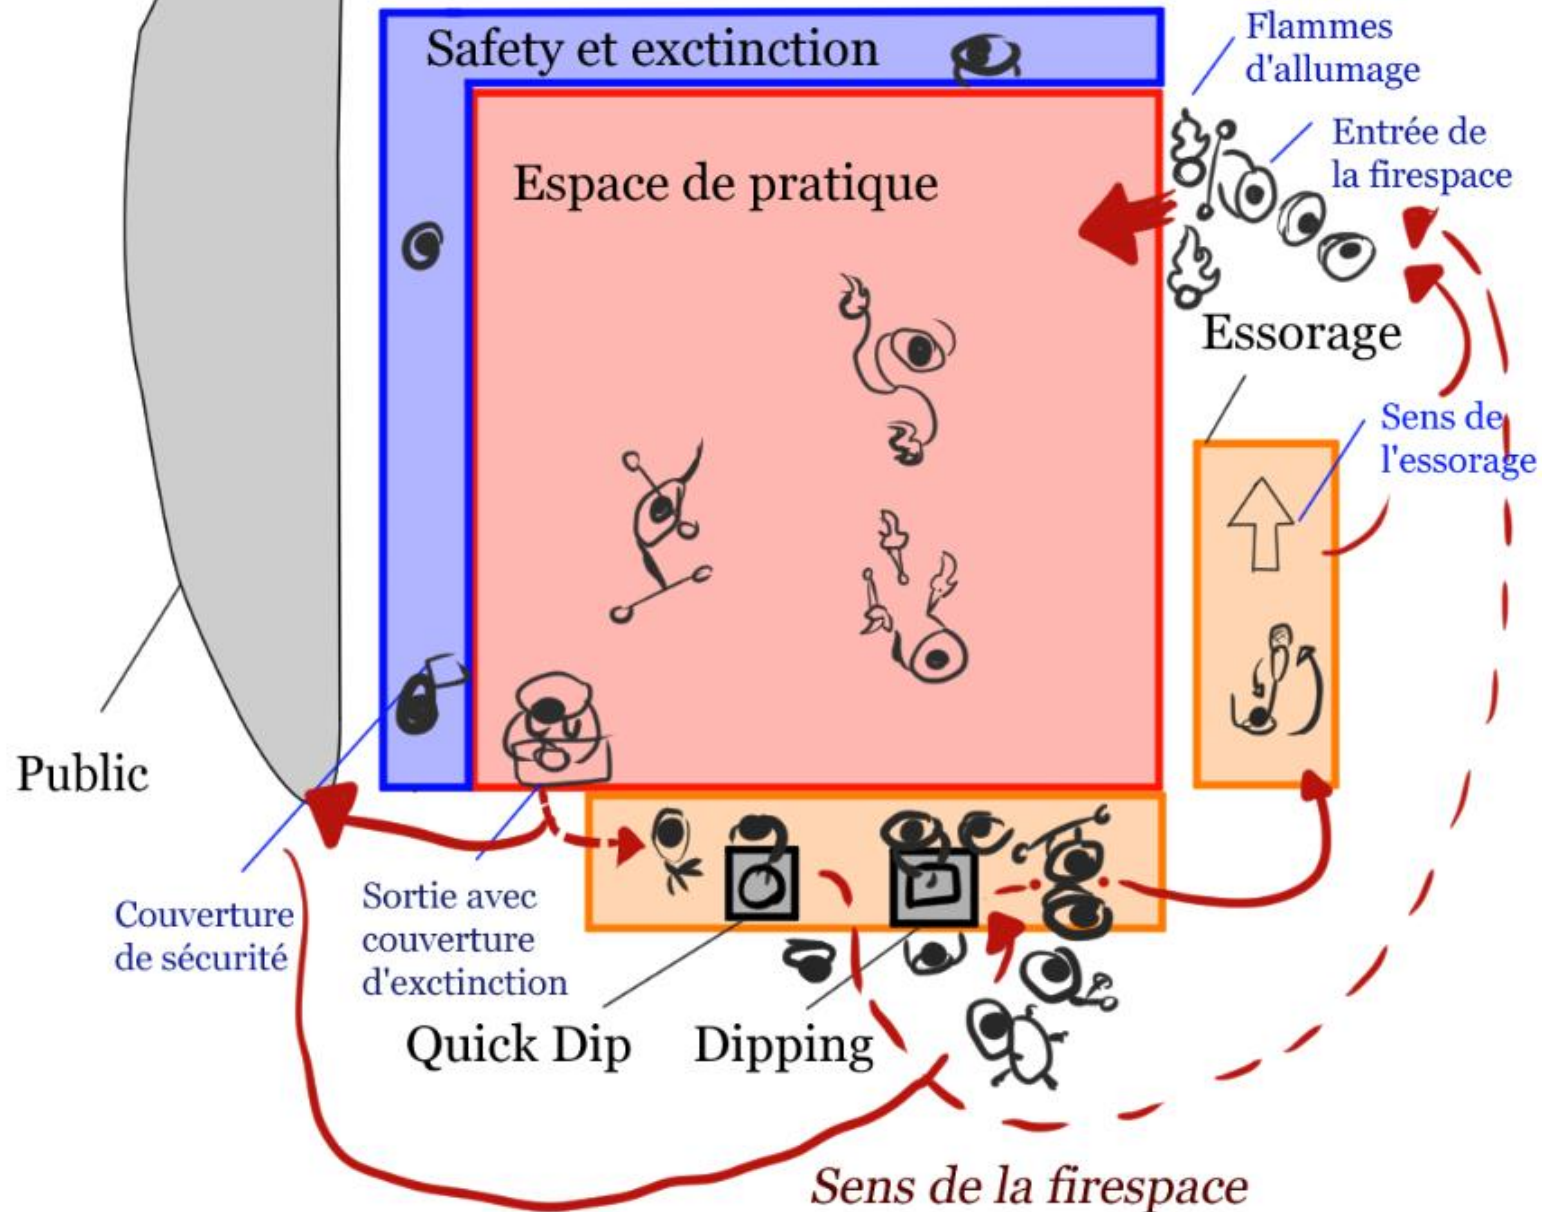 Safety et exctinction
Flammes
d'allumage
Entrée de
la firespace
Espace de pratique
Essorage
Sens de
l'essorage
Public
Couverture
de sécurité
Sortie avec
couverture
d'exctinction
Quick Dip
Dipping
Sens de la firespace